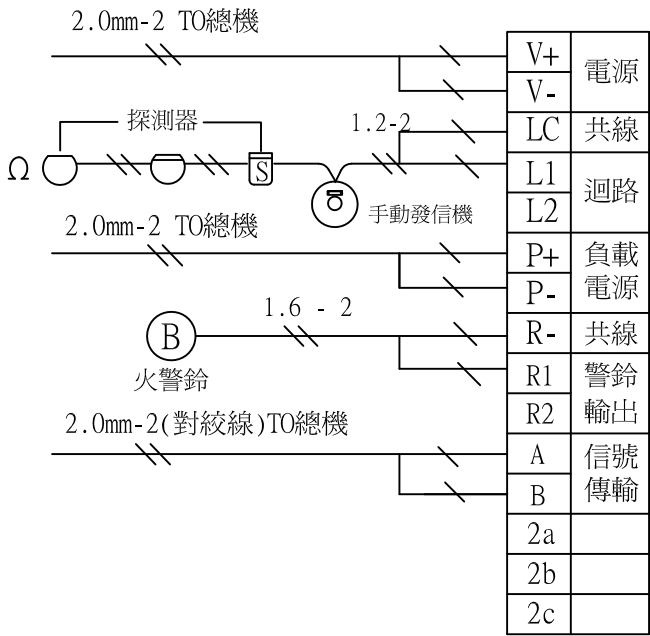 2.0mm-2 TO總機
V+
電源
V-
探測器
1.2-2
LC
共線
Ω
S
L1
迴路
L2
手動發信機
2.0mm-2 TO總機
P+
負載
電源
P-
1.6 - 2
B
R-
共線
火警鈴
R1
警鈴
輸出
R2
2.0mm-2(對絞線)TO總機
A
信號
傳輸
B
2a
2b
2c